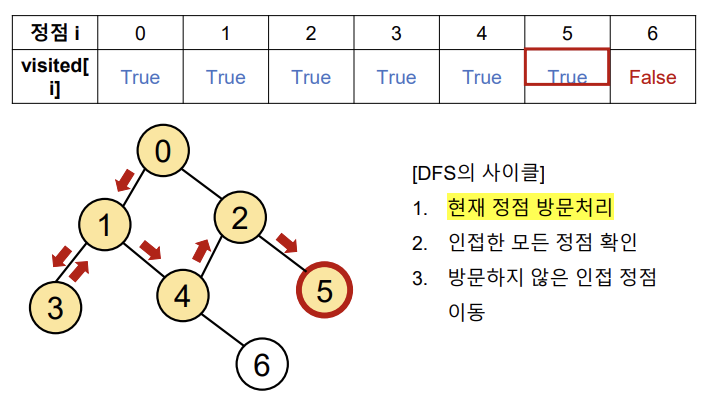 정점 i 0 1 2 3 4 5 6
visited[
i] True True True True True True False
0
1
2
3
4
5
6
[DFS의 사이클]
1. 현재 정점 방문처리
2. 인접한 모든 정점 확인
3. 방문하지 않은 인접 정점
이동